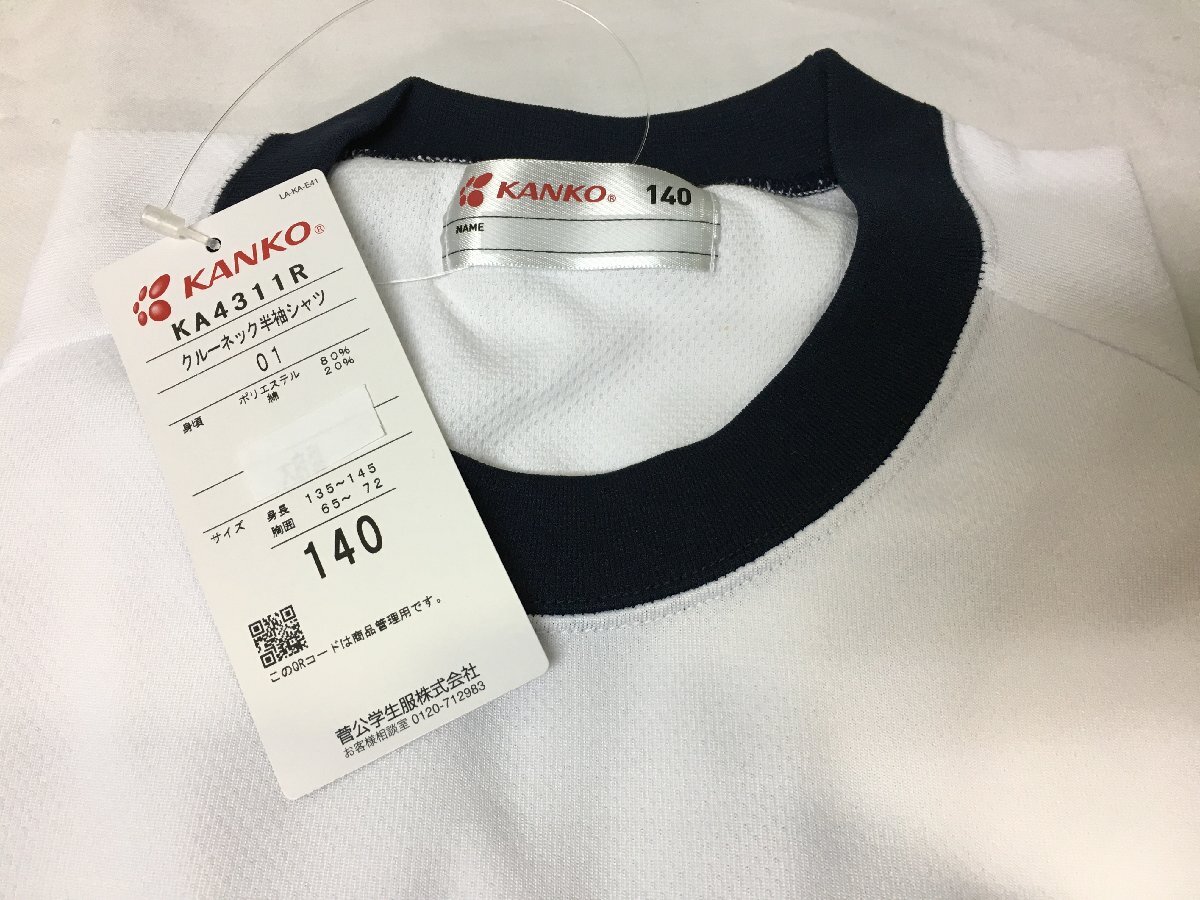 LA-KA-E41
KANKO®
KA4311R
クルーネック半袖シャツ
01
身頃 ポリエステル 80%
綿 20%
サイズ 身長 135~145
胸囲 65~ 72
140
このQRコードは商品管理用です。
菅公学生服株式会社
お客様相談室 0120-712983
KANKO® 140
NAME